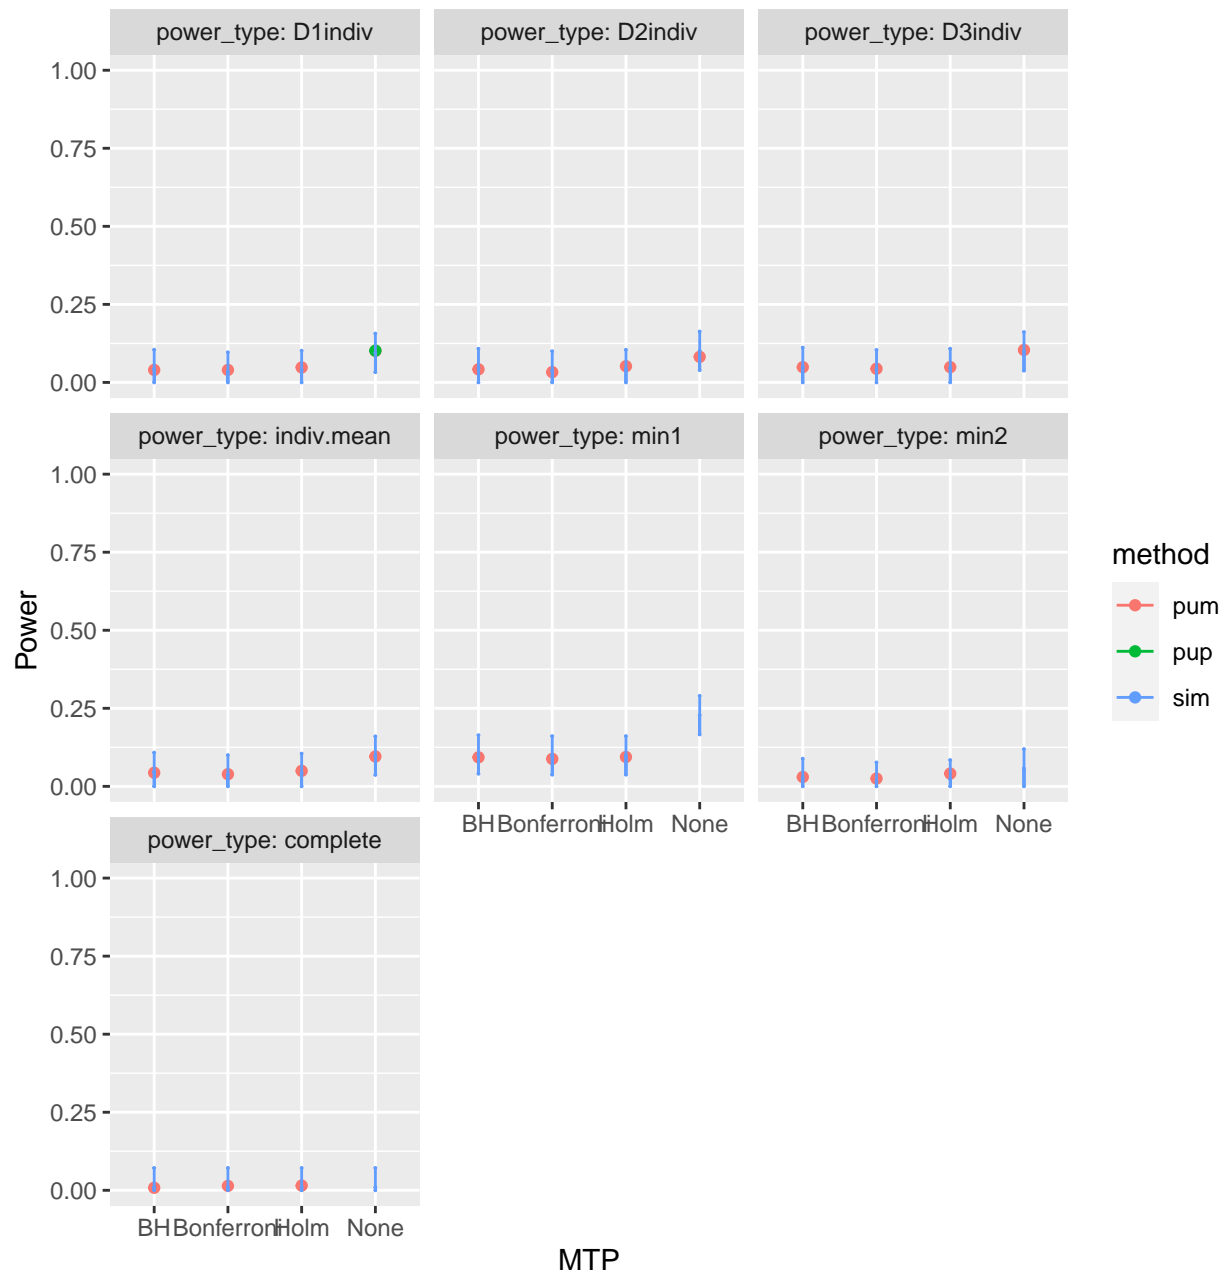 power_type: D1indiv
power_type: D2indiv
power_type: D3indiv
1.00
0.75
0.50
0.25
0.00
power_type: indiv.mean
power_type: min1
power_type: min2
1.00
0.75
0.50
0.25
0.00
BH Bonferroni Holm None
BH Bonferroni Holm None
power_type: complete
1.00
0.75
0.50
0.25
0.00
BH Bonferroni Holm None
MTP
Power
method
pum
pup
sim